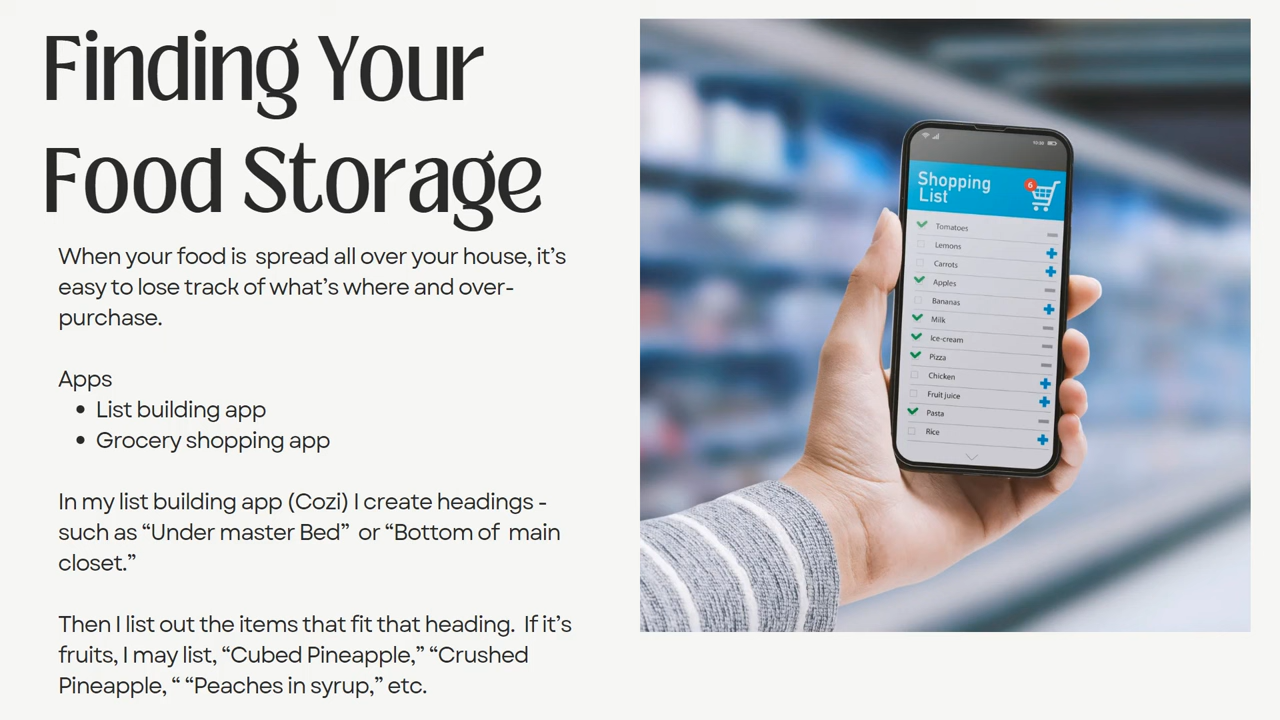 Finding Your
Food Storage
When your food is spread all over your house, it's
easy to lose track of what's where and over-
purchase.
Apps
• List building app
• Grocery shopping app
In my list building app (Cozi) I create headings -
such as “Under master Bed” or “Bottom of main
closet.”
Then I list out the items that fit that heading. If it's
fruits, I may list, “Cubed Pineapple,” “Crushed
Pineapple, “ “Peaches in syrup,” etc.
Shopping
List
6
Tomatoes
Lemons
Carrots
Apples
Bananas
Milk
Ice-cream
Pizza
Chicken
Fruit juice
Pasta
Rice